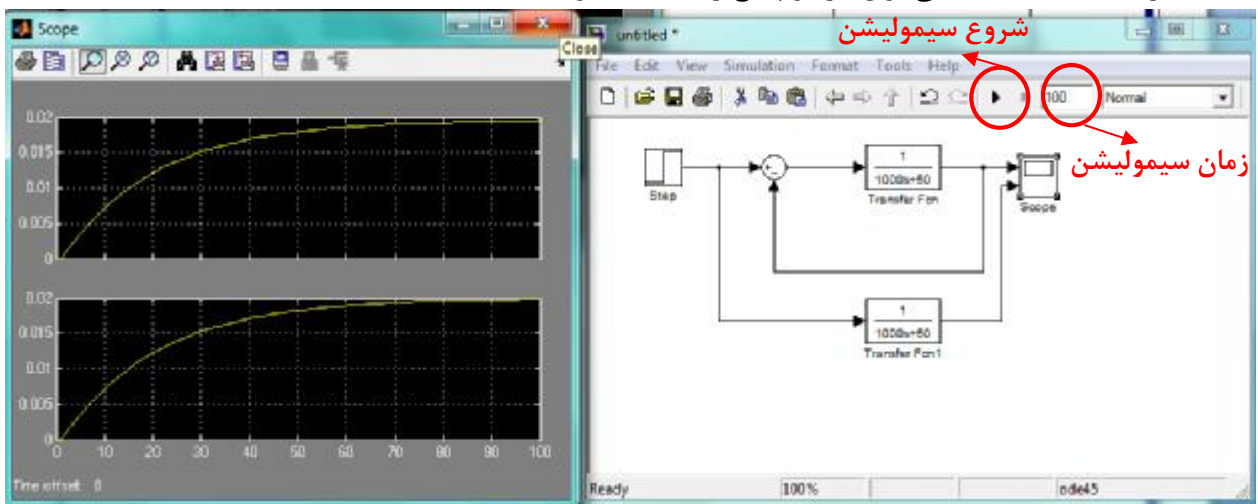 Scope
Close
0.02
0.015
0.01
0.005
0
0.02
0.015
0.01
0.005
0
0 10 20 30 40 50 60 70 80 90 100
Time offset: 0
untitled *
شروع سیمولیشن
File Edit View Simulation Format Tools Help
100 Normal
زمان سیمولیشن
Step
1
1000s+50
Transfer Fcn
Scope
1
1000s+50
Transfer Fcn1
Ready 100% ode45